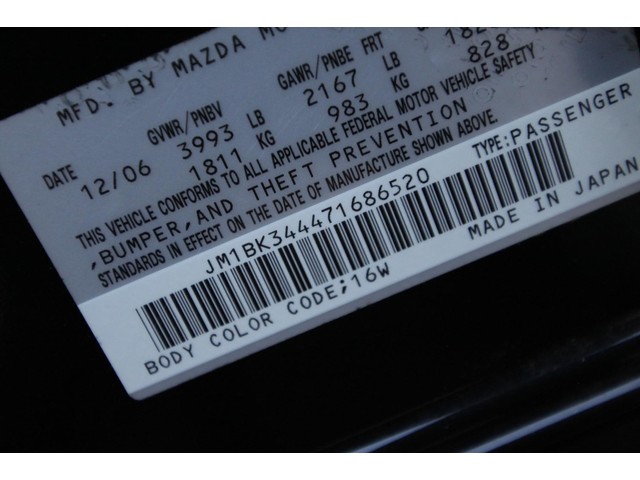 MFD. BY MAZDA MO
DATE GVWR/PNBV GAWR/PNBE FRT
12/06 3993 LB 2167 LB 182
1811 KG 983 KG 828
THIS VEHICLE CONFORMS TO ALL APPLICABLE FEDERAL MOTOR VEHICLE SAFETY
,BUMPER,AND THEFT PREVENTION
STANDARDS IN EFFECT ON THE DATE OF MANUFACTURE SHOWN ABOVE.
JM1BK344471686520 TYPE:PASSENGER
BODY COLOR CODE;16W MADE IN JAPAN